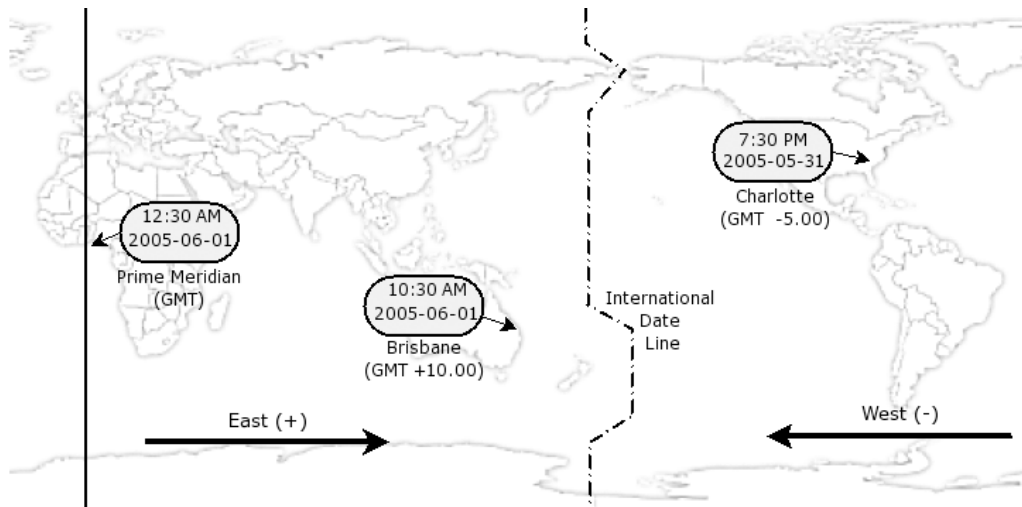 7:30 PM
2005-05-31
Charlotte
(GMT -5.00)
12:30 AM
2005-06-01
Prime Meridian
(GMT)
10:30 AM
2005-06-01
Brisbane
(GMT +10.00)
International
Date
Line
East (+)
West (-)